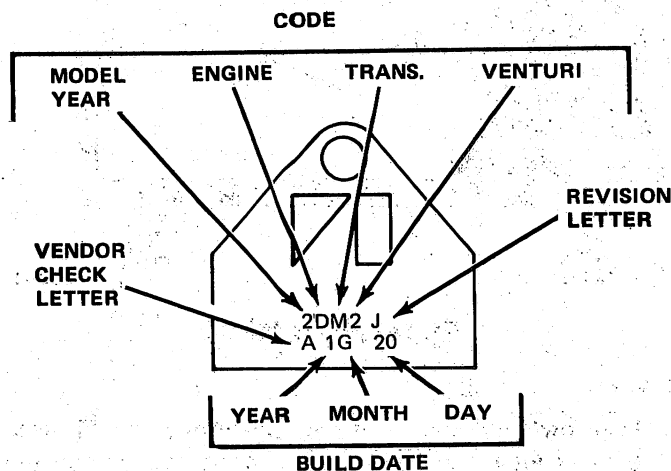 CODE
MODEL YEAR
ENGINE
TRANS.
VENTURI
REVISION LETTER
VENDOR CHECK LETTER
2DM2 J
A 1G 20
YEAR
MONTH
DAY
BUILD DATE